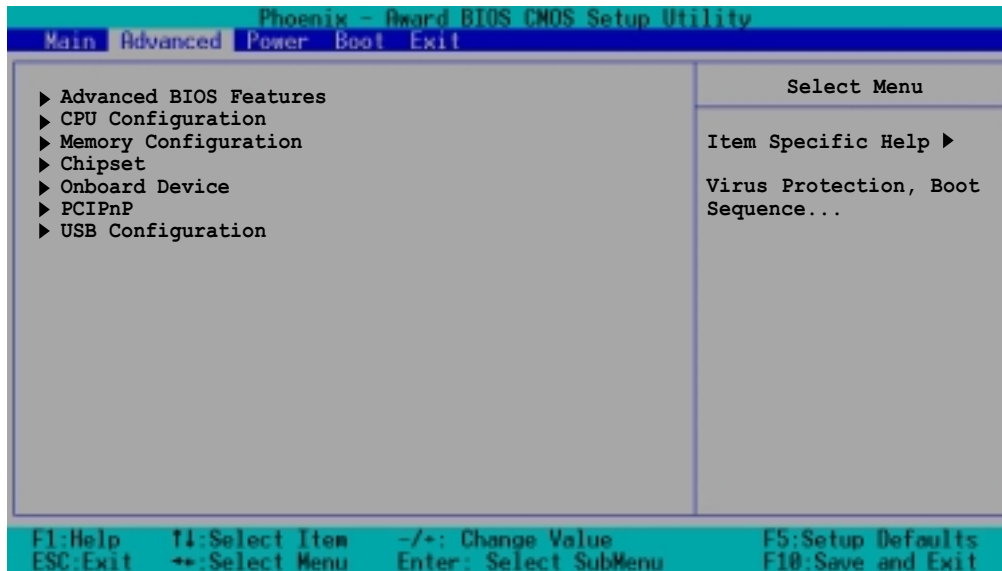 Phoenix - Award BIOS CMOS Setup Utility
Main Advanced Power Boot Exit
Advanced BIOS Features
CPU Configuration
Memory Configuration
Chipset
Onboard Device
PCIPnP
USB Configuration
Select Menu
Item Specific Help
Virus Protection, Boot
Sequence...
F1:Help ↑↓:Select Item -/+: Change Value F5:Setup Defaults
ESC:Exit →←:Select Menu Enter: Select SubMenu F10:Save and Exit